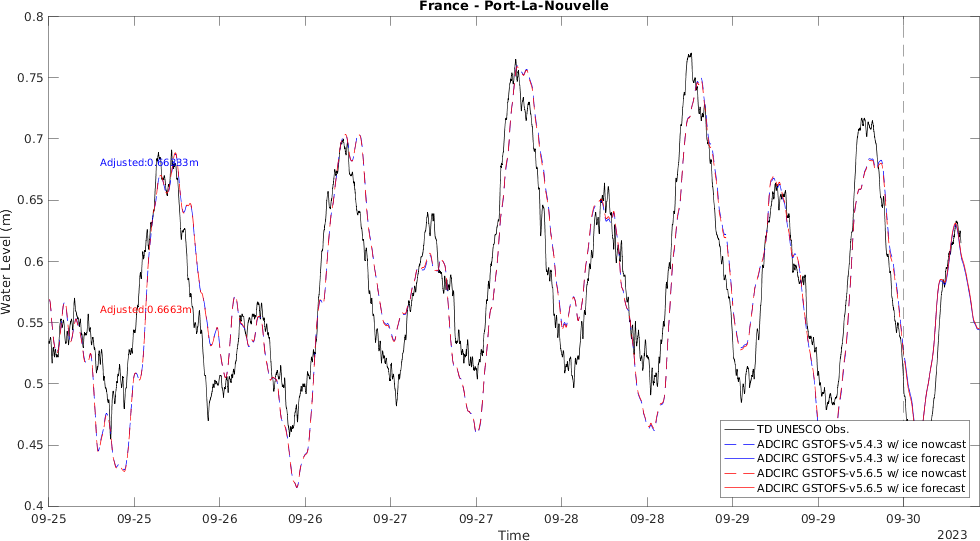 France - Port-La-Nouvelle
0.8
0.75
0.7
0.65
0.6
0.55
0.5
0.45
0.4
Water Level (m)
Adjusted:0.66333m
Adjusted:0.6663m
TD UNESCO Obs.
ADCIRC GSTOFS-v5.4.3 w/ ice nowcast
ADCIRC GSTOFS-v5.4.3 w/ ice forecast
ADCIRC GSTOFS-v5.6.5 w/ ice nowcast
ADCIRC GSTOFS-v5.6.5 w/ ice forecast
09-25 09-25 09-26 09-26 09-27 09-27 09-28 09-28 09-29 09-29 09-30
Time
2023